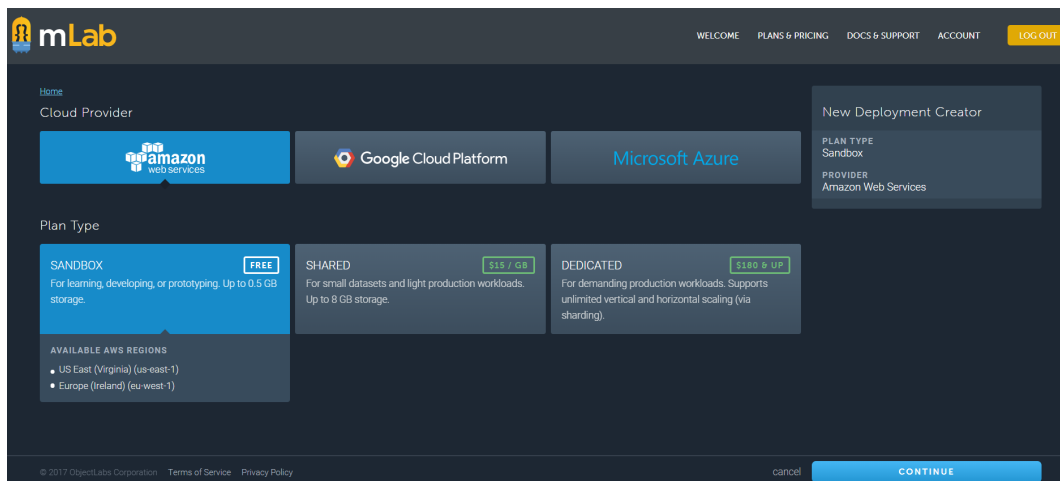 mLab
WELCOME PLANS & PRICING DOCS & SUPPORT ACCOUNT LOG OUT
Home
Cloud Provider
amazon
web services
Google Cloud Platform
Microsoft Azure
Plan Type
SANDBOX FREE
For learning, developing, or prototyping. Up to 0.5 GB
storage.
AVAILABLE AWS REGIONS
US East (Virginia) (us-east-1)
Europe (Ireland) (eu-west-1)
SHARED $15 / GB
For small datasets and light production workloads.
Up to 8 GB storage.
DEDICATED $180 & UP
For demanding production workloads. Supports
unlimited vertical and horizontal scaling (via
sharding).
New Deployment Creator
PLAN TYPE
Sandbox
PROVIDER
Amazon Web Services
© 2017 ObjectLabs Corporation Terms of Service Privacy Policy
cancel CONTINUE